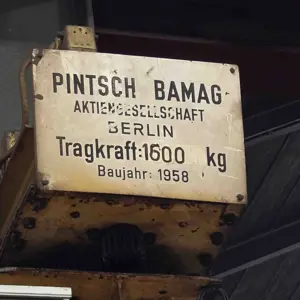 PINTSCH BAMAG
AKTIENGESELLSCHAFT
BERLIN
Tragkraft:1600 kg
Baujahr: 1958